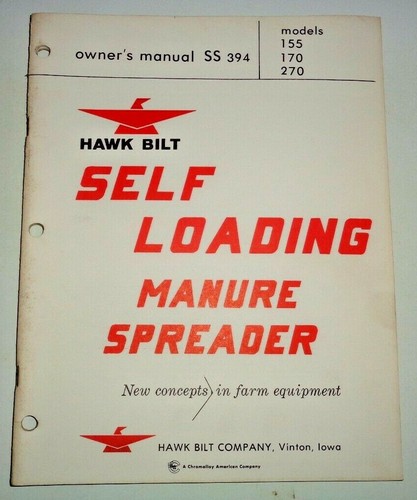 owner's manual SS 394
models
155
170
270
HAWK BILT
SELF
LOADING
MANURE
SPREADER
New concepts in farm equipment
HAWK BILT COMPANY, Vinton, Iowa
A Chromalloy American Company